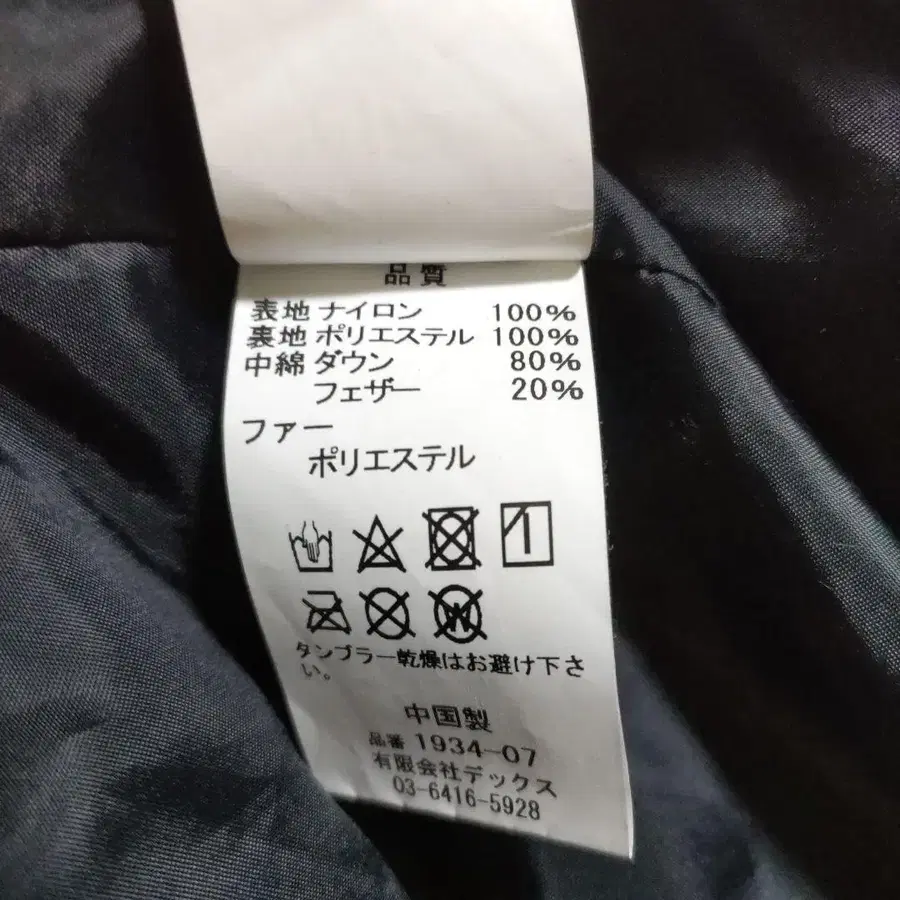 品質
表地 ナイロン 100%
裏地 ポリエステル 100%
中綿 ダウン 80%
フェザー 20%
ファー
ポリエステル
W
タンブラー乾燥はお避け下さ
い。
中国製
品番 1934-07
有限会社デックス
03-6416-5928